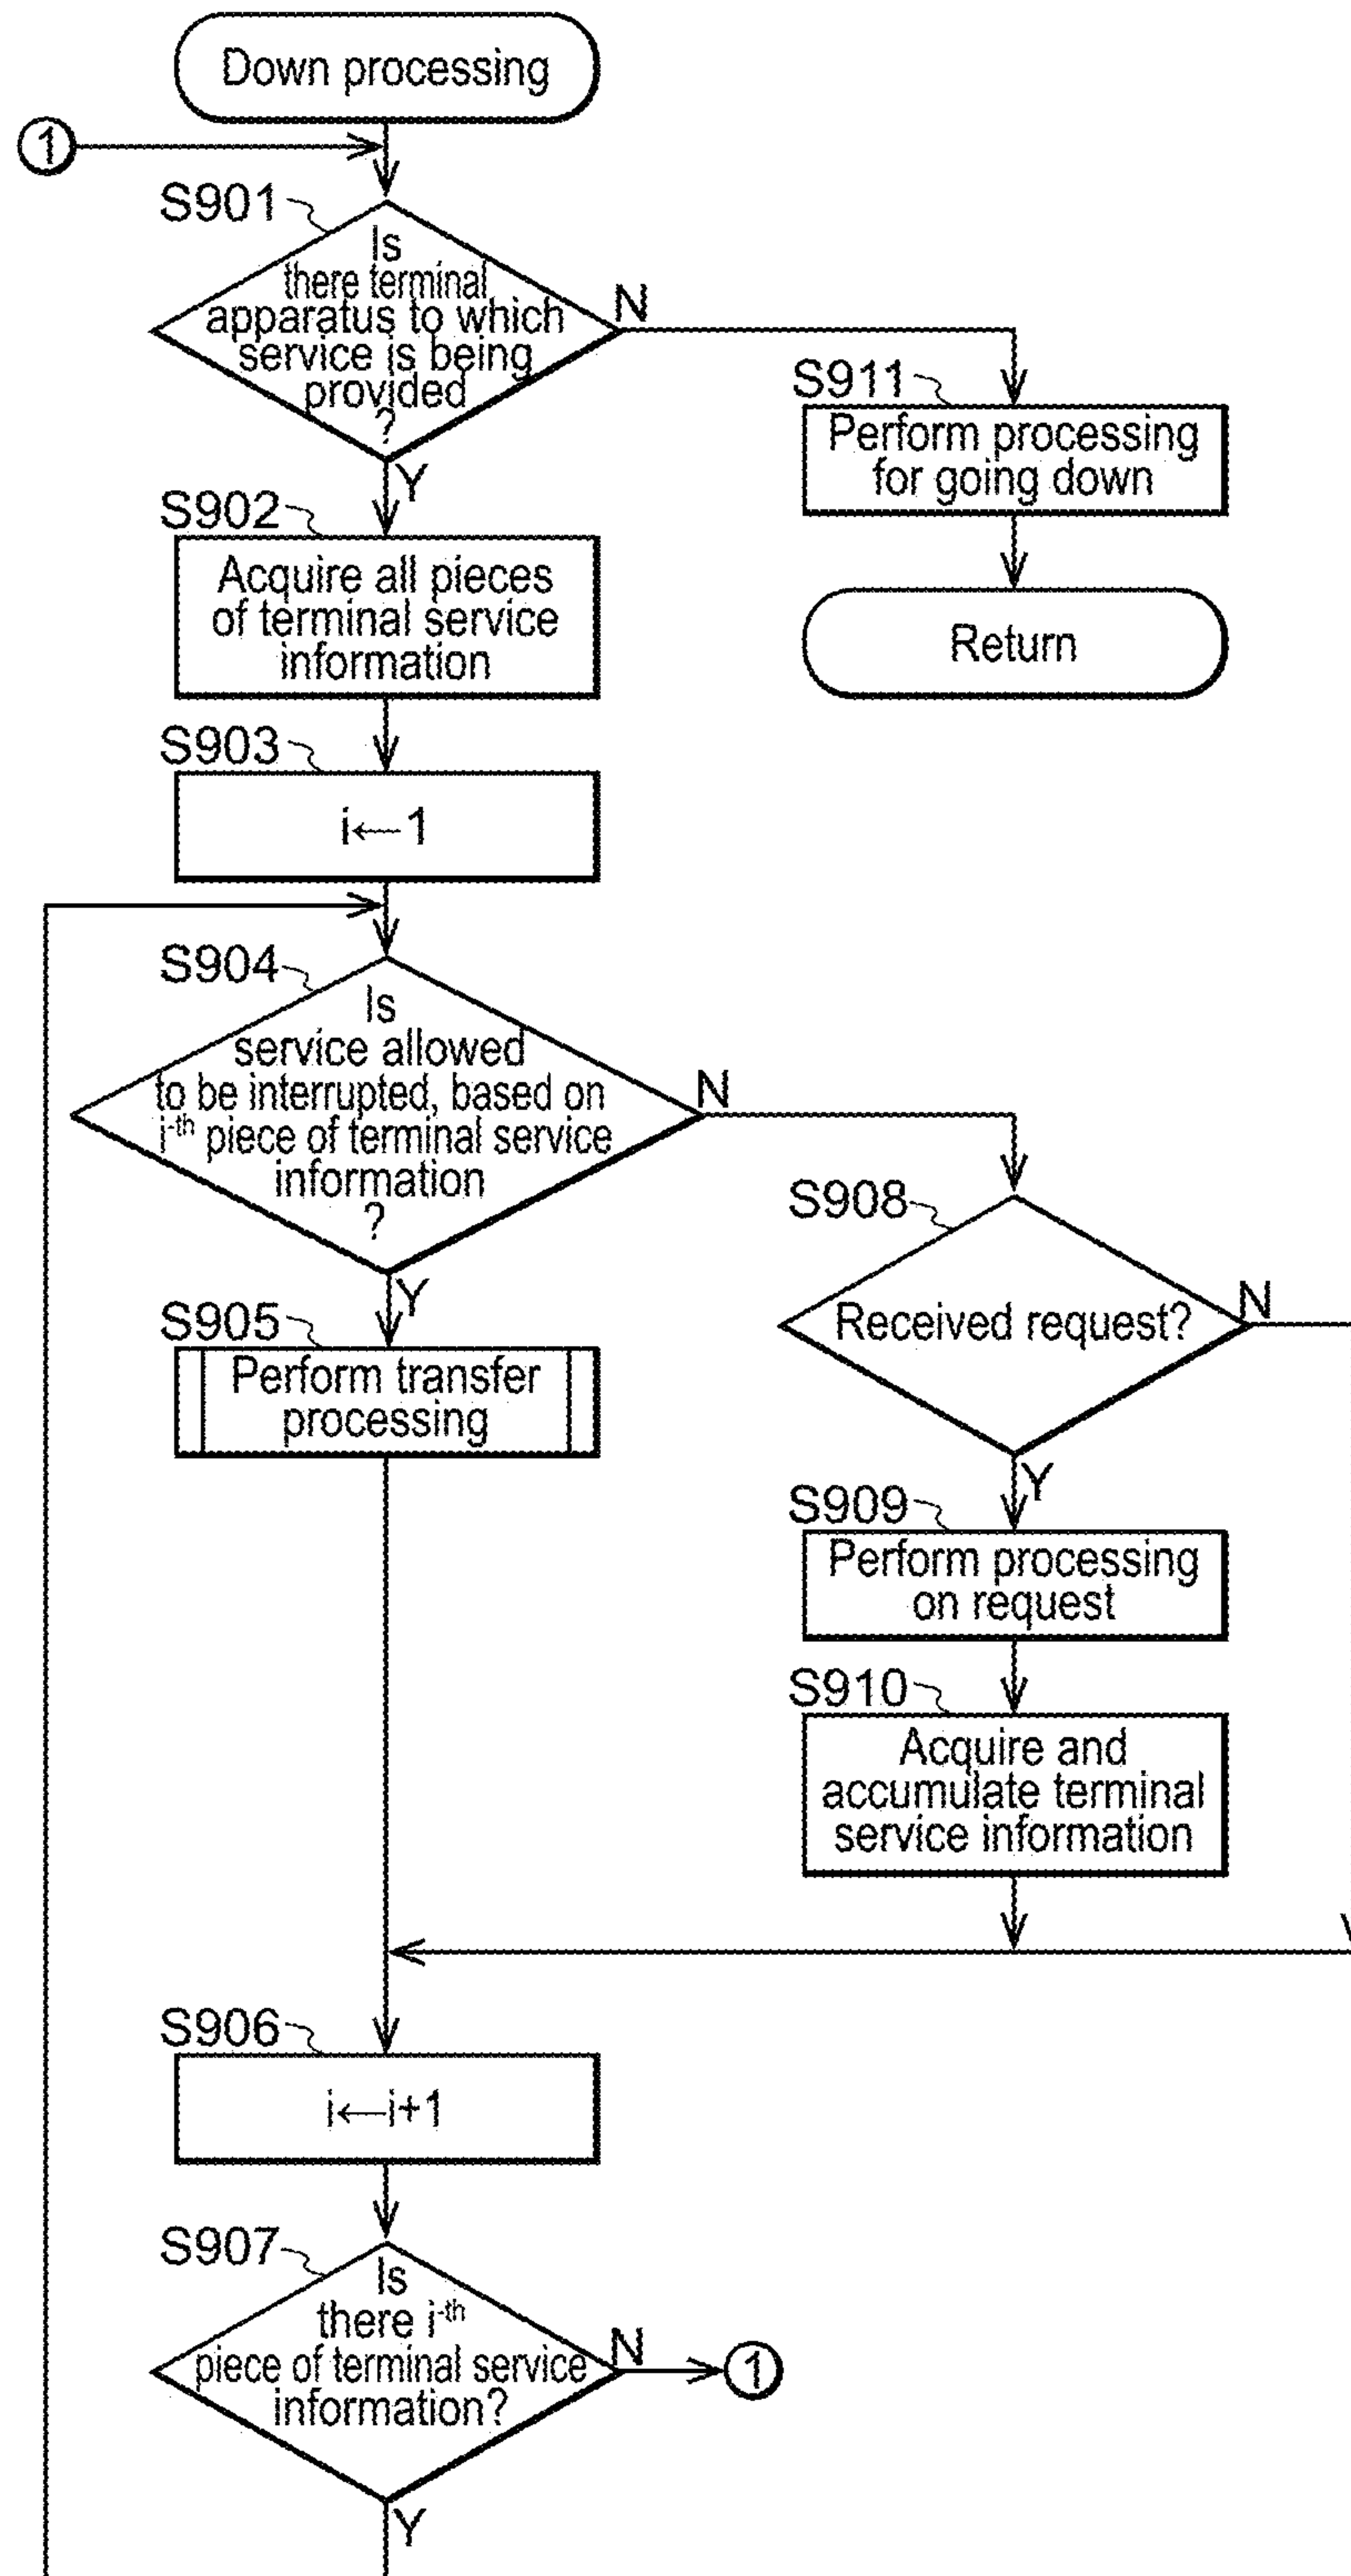 Down processing
1
S901
Is
there terminal
apparatus to which
service is being
provided
?
N
Y
S911
Perform processing
for going down
Return
S902
Acquire all pieces
of terminal service
information
S903
i←1
S904
Is
service allowed
to be interrupted, based on
i-th piece of terminal service
information
?
N
Y
S905
Perform transfer
processing
S908
Received request?
N
Y
S909
Perform processing
on request
S910
Acquire and
accumulate terminal
service information
S906
i←i+1
S907
Is
there i-th
piece of terminal service
information?
N
1
Y